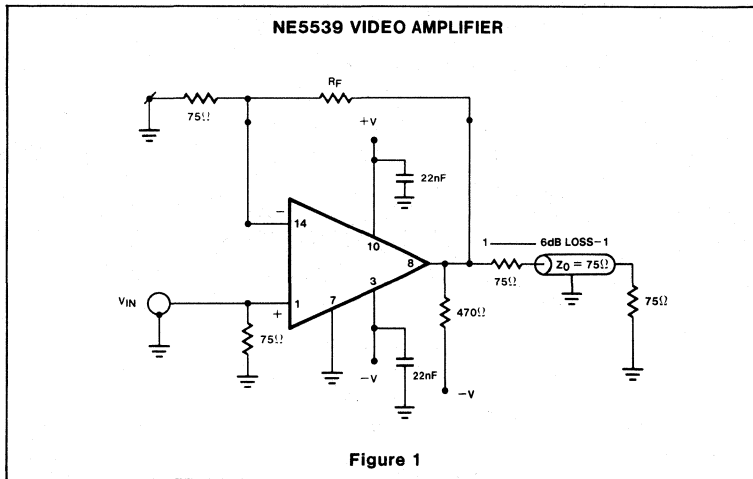 NE5539 VIDEO AMPLIFIER
RF
75Ω
+V
22nF
−
14
10
1 6dB LOSS-1
8
Z0 = 75Ω
75Ω
VIN
1
+
7
3
470Ω
75Ω
75Ω
−V
22nF
−V
Figure 1